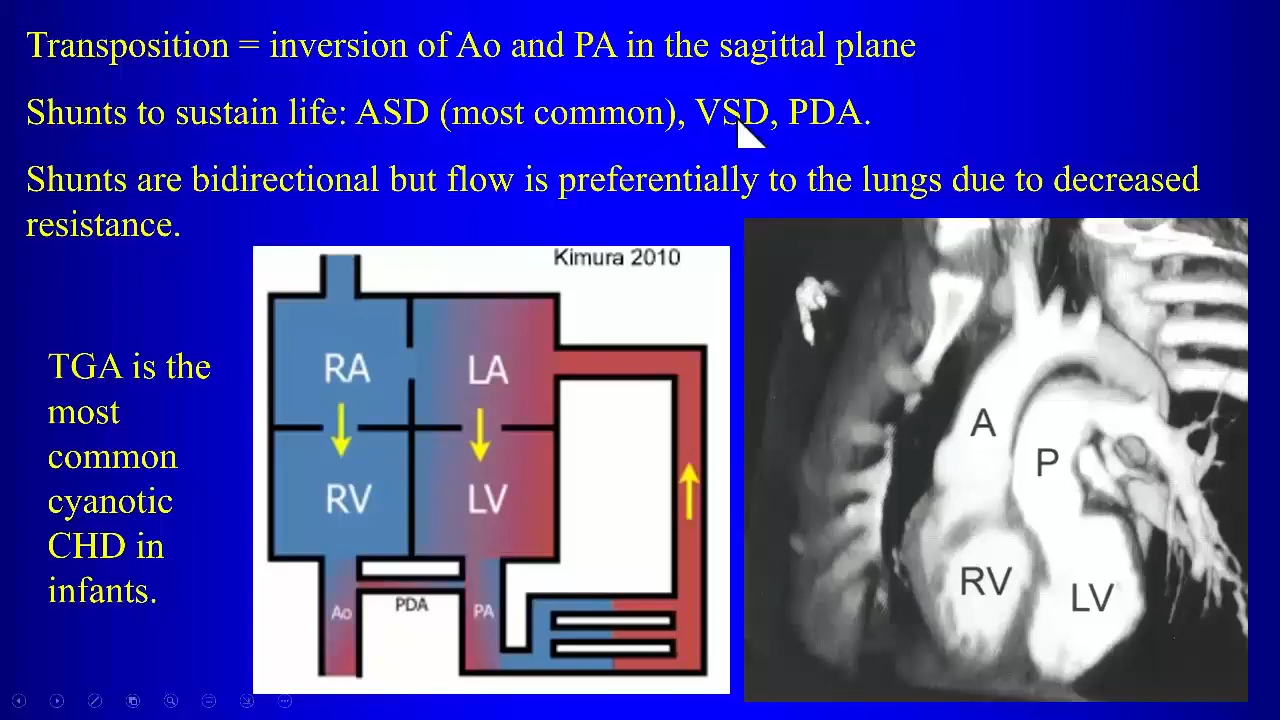 Transposition = inversion of Ao and PA in the sagittal plane
Shunts to sustain life: ASD (most common), VSD, PDA.
Shunts are bidirectional but flow is preferentially to the lungs due to decreased
resistance.
Kimura 2010
TGA is the
most
common
cyanotic
CHD in
infants.
RA
LA
RV
LV
Ao
PDA
PA
A
P
RV
LV